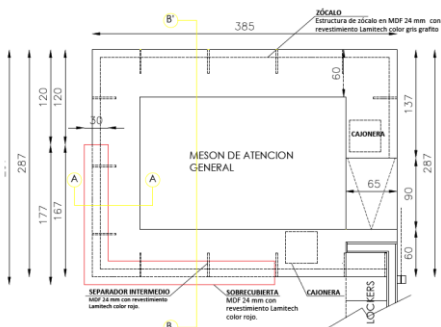 B'
385
ZÓCALO
Estructura de zócalo en MDF 24 mm con
revestimiento Lamitech color gris grafito
60
120
120
137
30
CAJONERA
287
287
287
MESON DE ATENCION
GENERAL
A
A
65
90
177
167
60
SEPARADOR INTERMEDIO
MDF 24 mm con revestimiento
Lamitech color rojo.
SOBRECUBIERTA
MDF 24 mm con revestimiento
Lamitech color rojo.
CAJONERA
LOCKERS
B